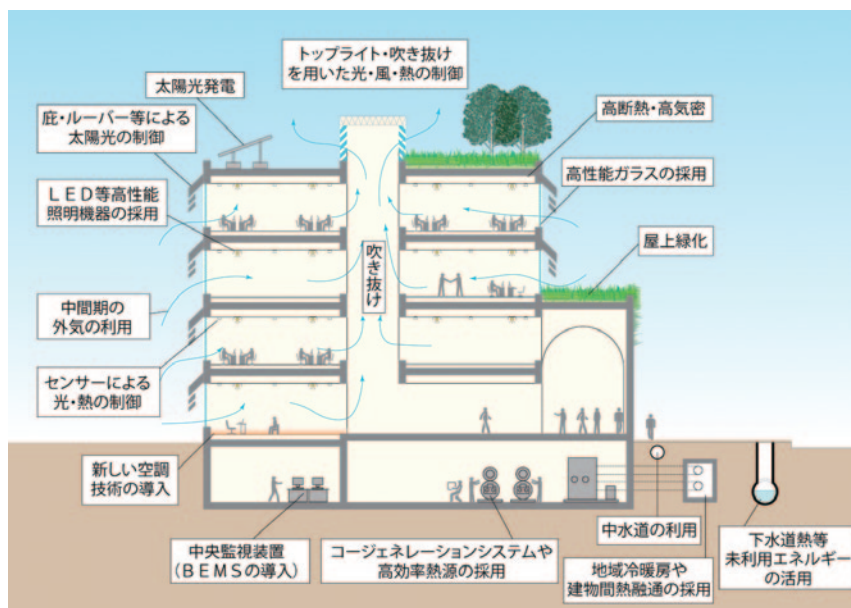 トップライト・吹き抜け
を用いた光・風・熱の制御
太陽光発電
庇・ルーバー等による
太陽光の制御
高断熱・高気密
ＬＥＤ等高性能
照明機器の採用
高性能ガラスの採用
屋上緑化
吹き抜け
中間期の
外気の利用
センサーによる
光・熱の制御
新しい空調
技術の導入
中央監視装置
（ＢＥＭＳの導入）
コージェネレーションシステムや
高効率熱源の採用
中水道の利用
地域冷暖房や
建物間熱融通の採用
下水道熱等
未利用エネルギー
の活用